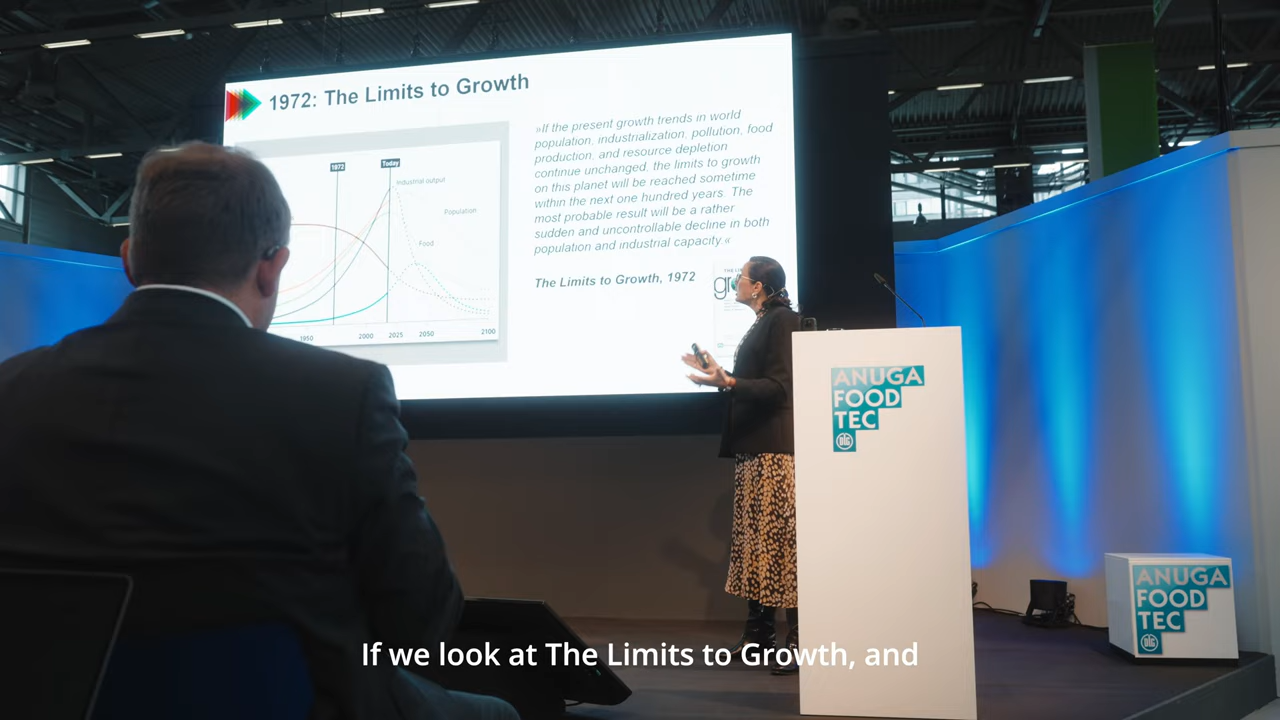 1972: The Limits to Growth
1872
Today
Industrial output
Population
Food
1950
2000
2025
2050
2100
»If the present growth trends in world
population, industrialization, pollution, food
production, and resource depletion
continue unchanged, the limits to growth
on this planet will be reached sometime
within the next one hundred years. The
most probable result will be a rather
sudden and uncontrollable decline in both
population and industrial capacity.«
The Limits to Growth, 1972
ANUGA
FOOD
TEC
DLG
ANUGA
FOOD
TEC
DLG
If we look at The Limits to Growth, and